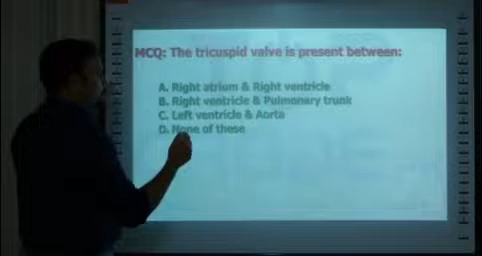 MCQ: The tricuspid valve is present between:
A. Right atrium & Right ventricle
B. Right ventricle & Pulmonary trunk
C. Left ventricle & Aorta
D. None of these